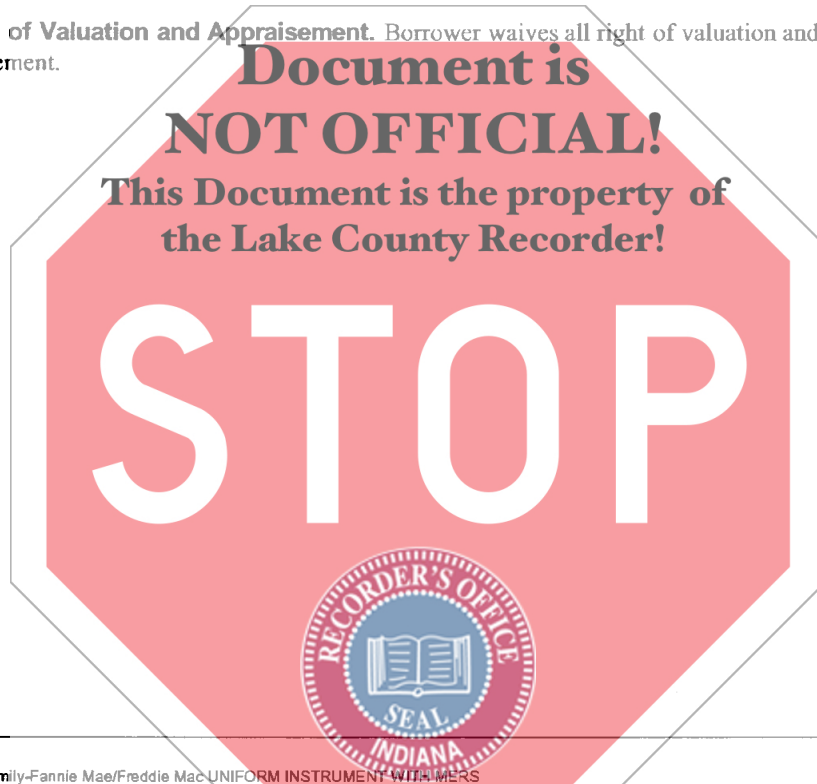 of Valuation and Appraisement. Borrower waives all right of valuation and
ement.
Document is
NOT OFFICIAL!
This Document is the property of
the Lake County Recorder!
STOP
RECORDER'S OFFICE
SEAL
INDIANA
mily-Fannie Mae/Freddie Mac UNIFORM INSTRUMENT WITH MERS